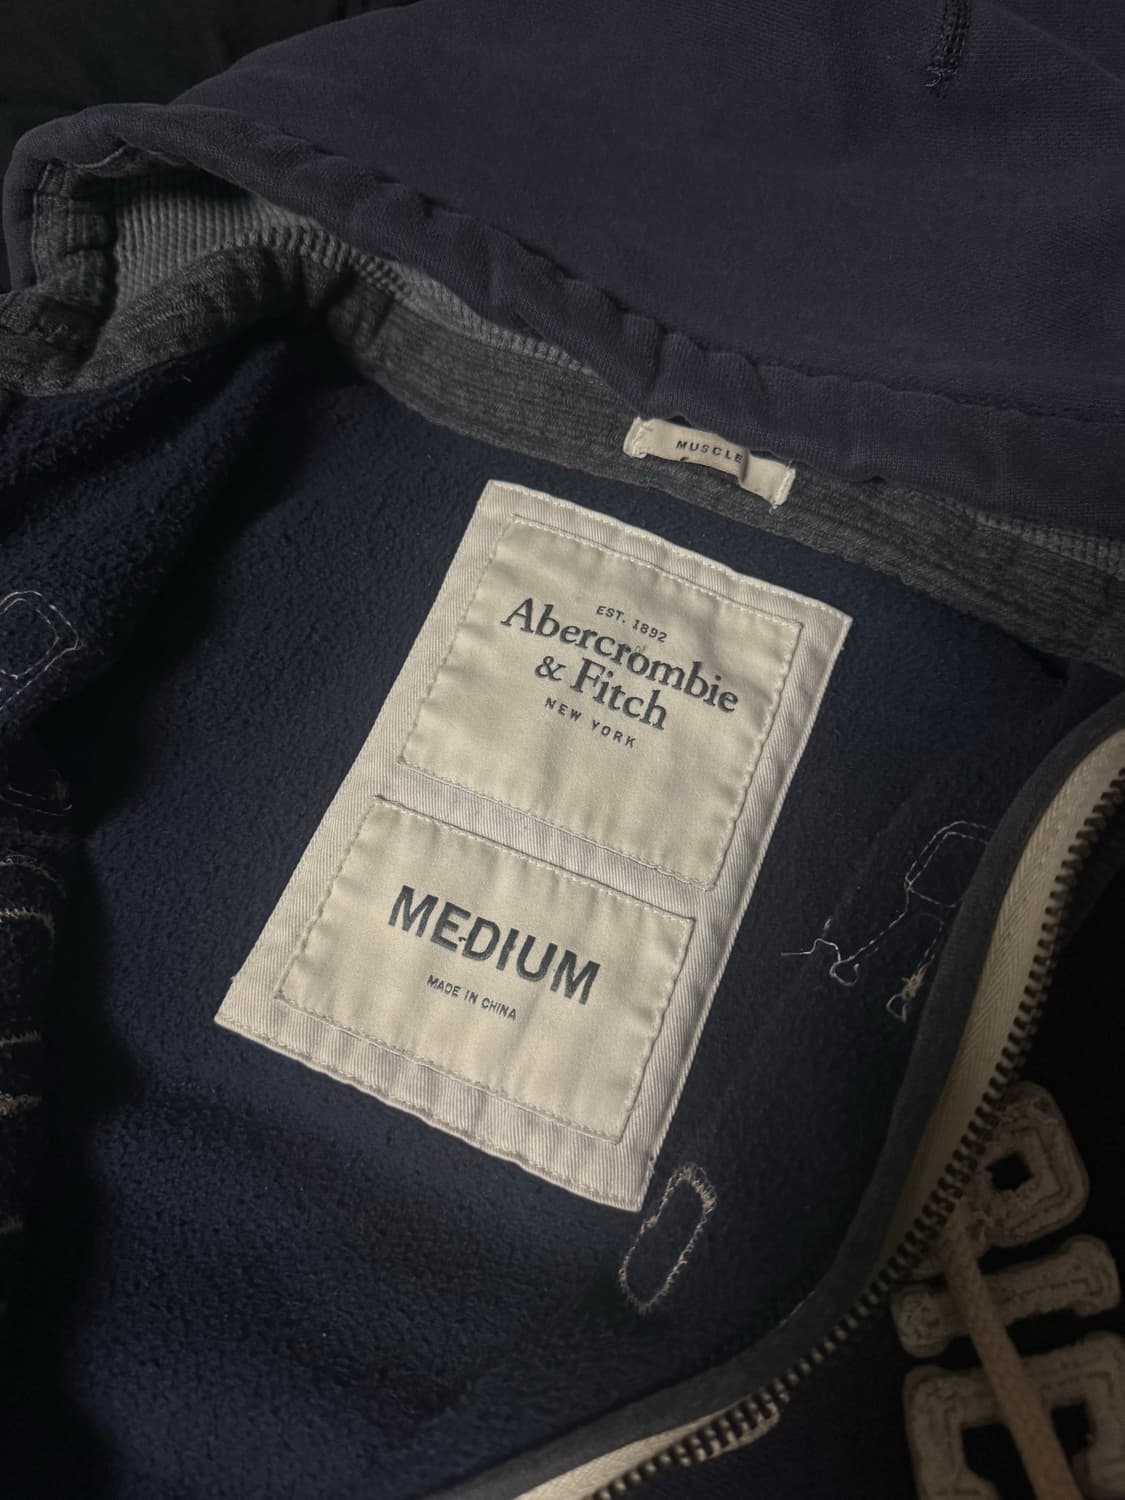 MUSCLE
EST. 1892
Abercrombie
& Fitch
NEW YORK
MEDIUM
MADE IN CHINA